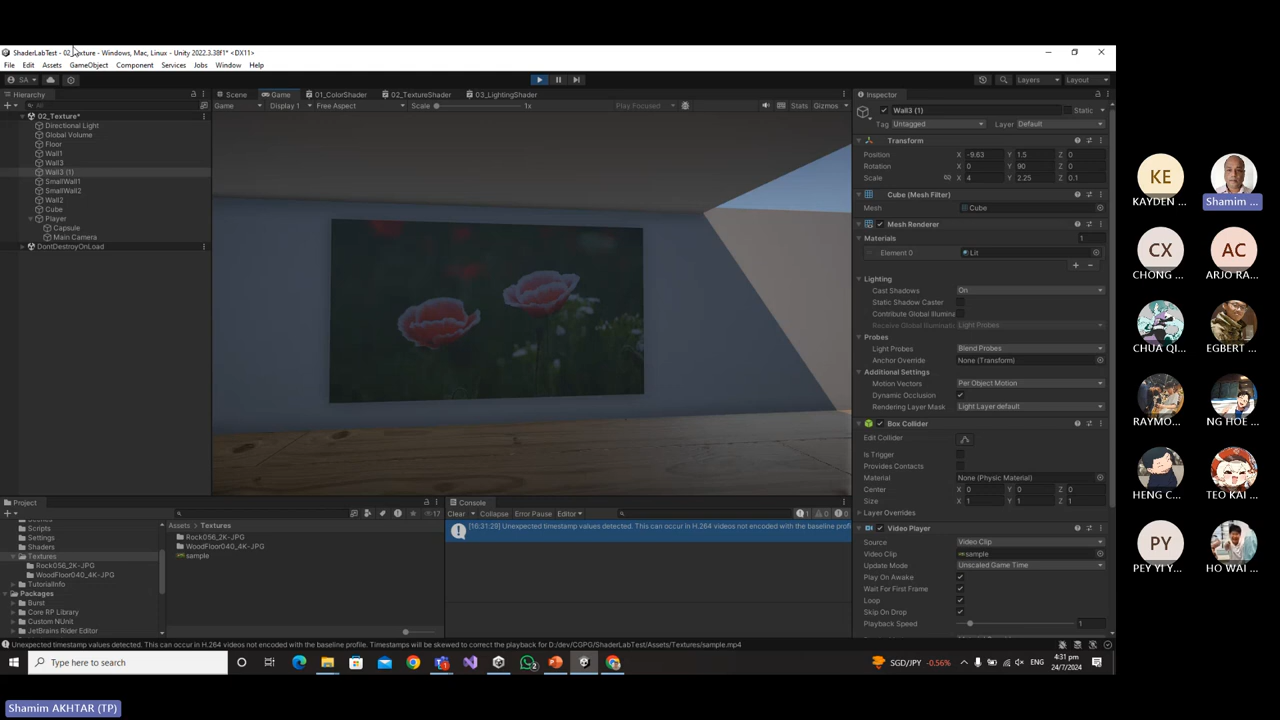 ShaderLabTest - 02_Texture - Windows, Mac, Linux - Unity 2022.3.38f1* <DX11>
File Edit Assets GameObject Component Services Jobs Window Help
SA
Layers Layout
Hierarchy
Scene Game 01_ColorShader 02_TextureShader 03_LightingShader
Inspector
All
Game Display 1 Free Aspect Scale 1x Play Focused Stats Gizmos
02_Texture*
Directional Light
Global Volume
Floor
Wall1
Wall3
Wall3 (1)
SmallWall1
SmallWall2
Wall2
Cube
Player
Capsule
Main Camera
DontDestroyOnLoad
Wall3 (1) Static
Tag Untagged Layer Default
Transform
Position X -9.63 Y 1.5 Z 0
Rotation X 0 Y 90 Z 0
Scale X 4 Y 2.25 Z 0.1
Cube (Mesh Filter)
Mesh Cube
Mesh Renderer
Materials 1
Element 0 Lit
Lighting
Cast Shadows On
Static Shadow Caster
Contribute Global Illumina
Receive Global Illuminatio Light Probes
Probes
Light Probes Blend Probes
Anchor Override None (Transform)
Additional Settings
Motion Vectors Per Object Motion
Dynamic Occlusion
Rendering Layer Mask Light Layer default
Box Collider
Edit Collider
Is Trigger
Provides Contacts
Material None (Physic Material)
Center X 0 Y 0 Z 0
Size X 1 Y 1 Z 1
Layer Overrides
Video Player
Source Video Clip
Video Clip sample
Update Mode Unscaled Game Time
Play On Awake
Wait For First Frame
Loop
Skip On Drop
Playback Speed 1
Project
17
Scripts
Settings
Shaders
Textures
Rock056_2K-JPG
WoodFloor040_4K-JPG
TutorialInfo
Packages
Burst
Core RP Library
Custom NUnit
JetBrains Rider Editor
Assets > Textures
Rock056_2K-JPG
WoodFloor040_4K-JPG
sample
Console
Clear Collapse Error Pause Editor 1 0 0
[16:31:29] Unexpected timestamp values detected. This can occur in H.264 videos not encoded with the baseline profile
Unexpected timestamp values detected. This can occur in H.264 videos not encoded with the baseline profile. Timestamps will be skewed to correct the playback for D:/dev/CGPG/ShaderLabTest/Assets/Textures/sample.mp4
Type here to search
SGD/JPY -0.56%
ENG
4:31 pm
24/7/2024
KE
KAYDEN ...
Shamim ...
CX
CHONG ...
AC
ARJO RA...
CHUA QI...
EGBERT ...
RAYMO...
NG HOE ...
HENG C...
TEO KAI ...
PY
PEY YI Y...
HO WAI ...
Shamim AKHTAR (TP)